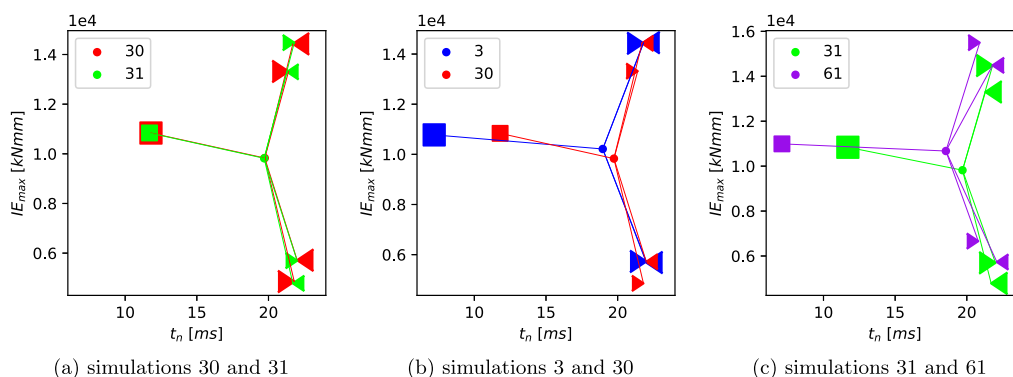 1e4
30
31
1.4
1.2
1.0
0.8
0.6
10
15
20
IE_max [kNmm]
t_n [ms]
(a) simulations 30 and 31
1e4
3
30
1.4
1.2
1.0
0.8
0.6
10
15
20
IE_max [kNmm]
t_n [ms]
(b) simulations 3 and 30
1e4
31
61
1.6
1.4
1.2
1.0
0.8
0.6
10
15
20
IE_max [kNmm]
t_n [ms]
(c) simulations 31 and 61